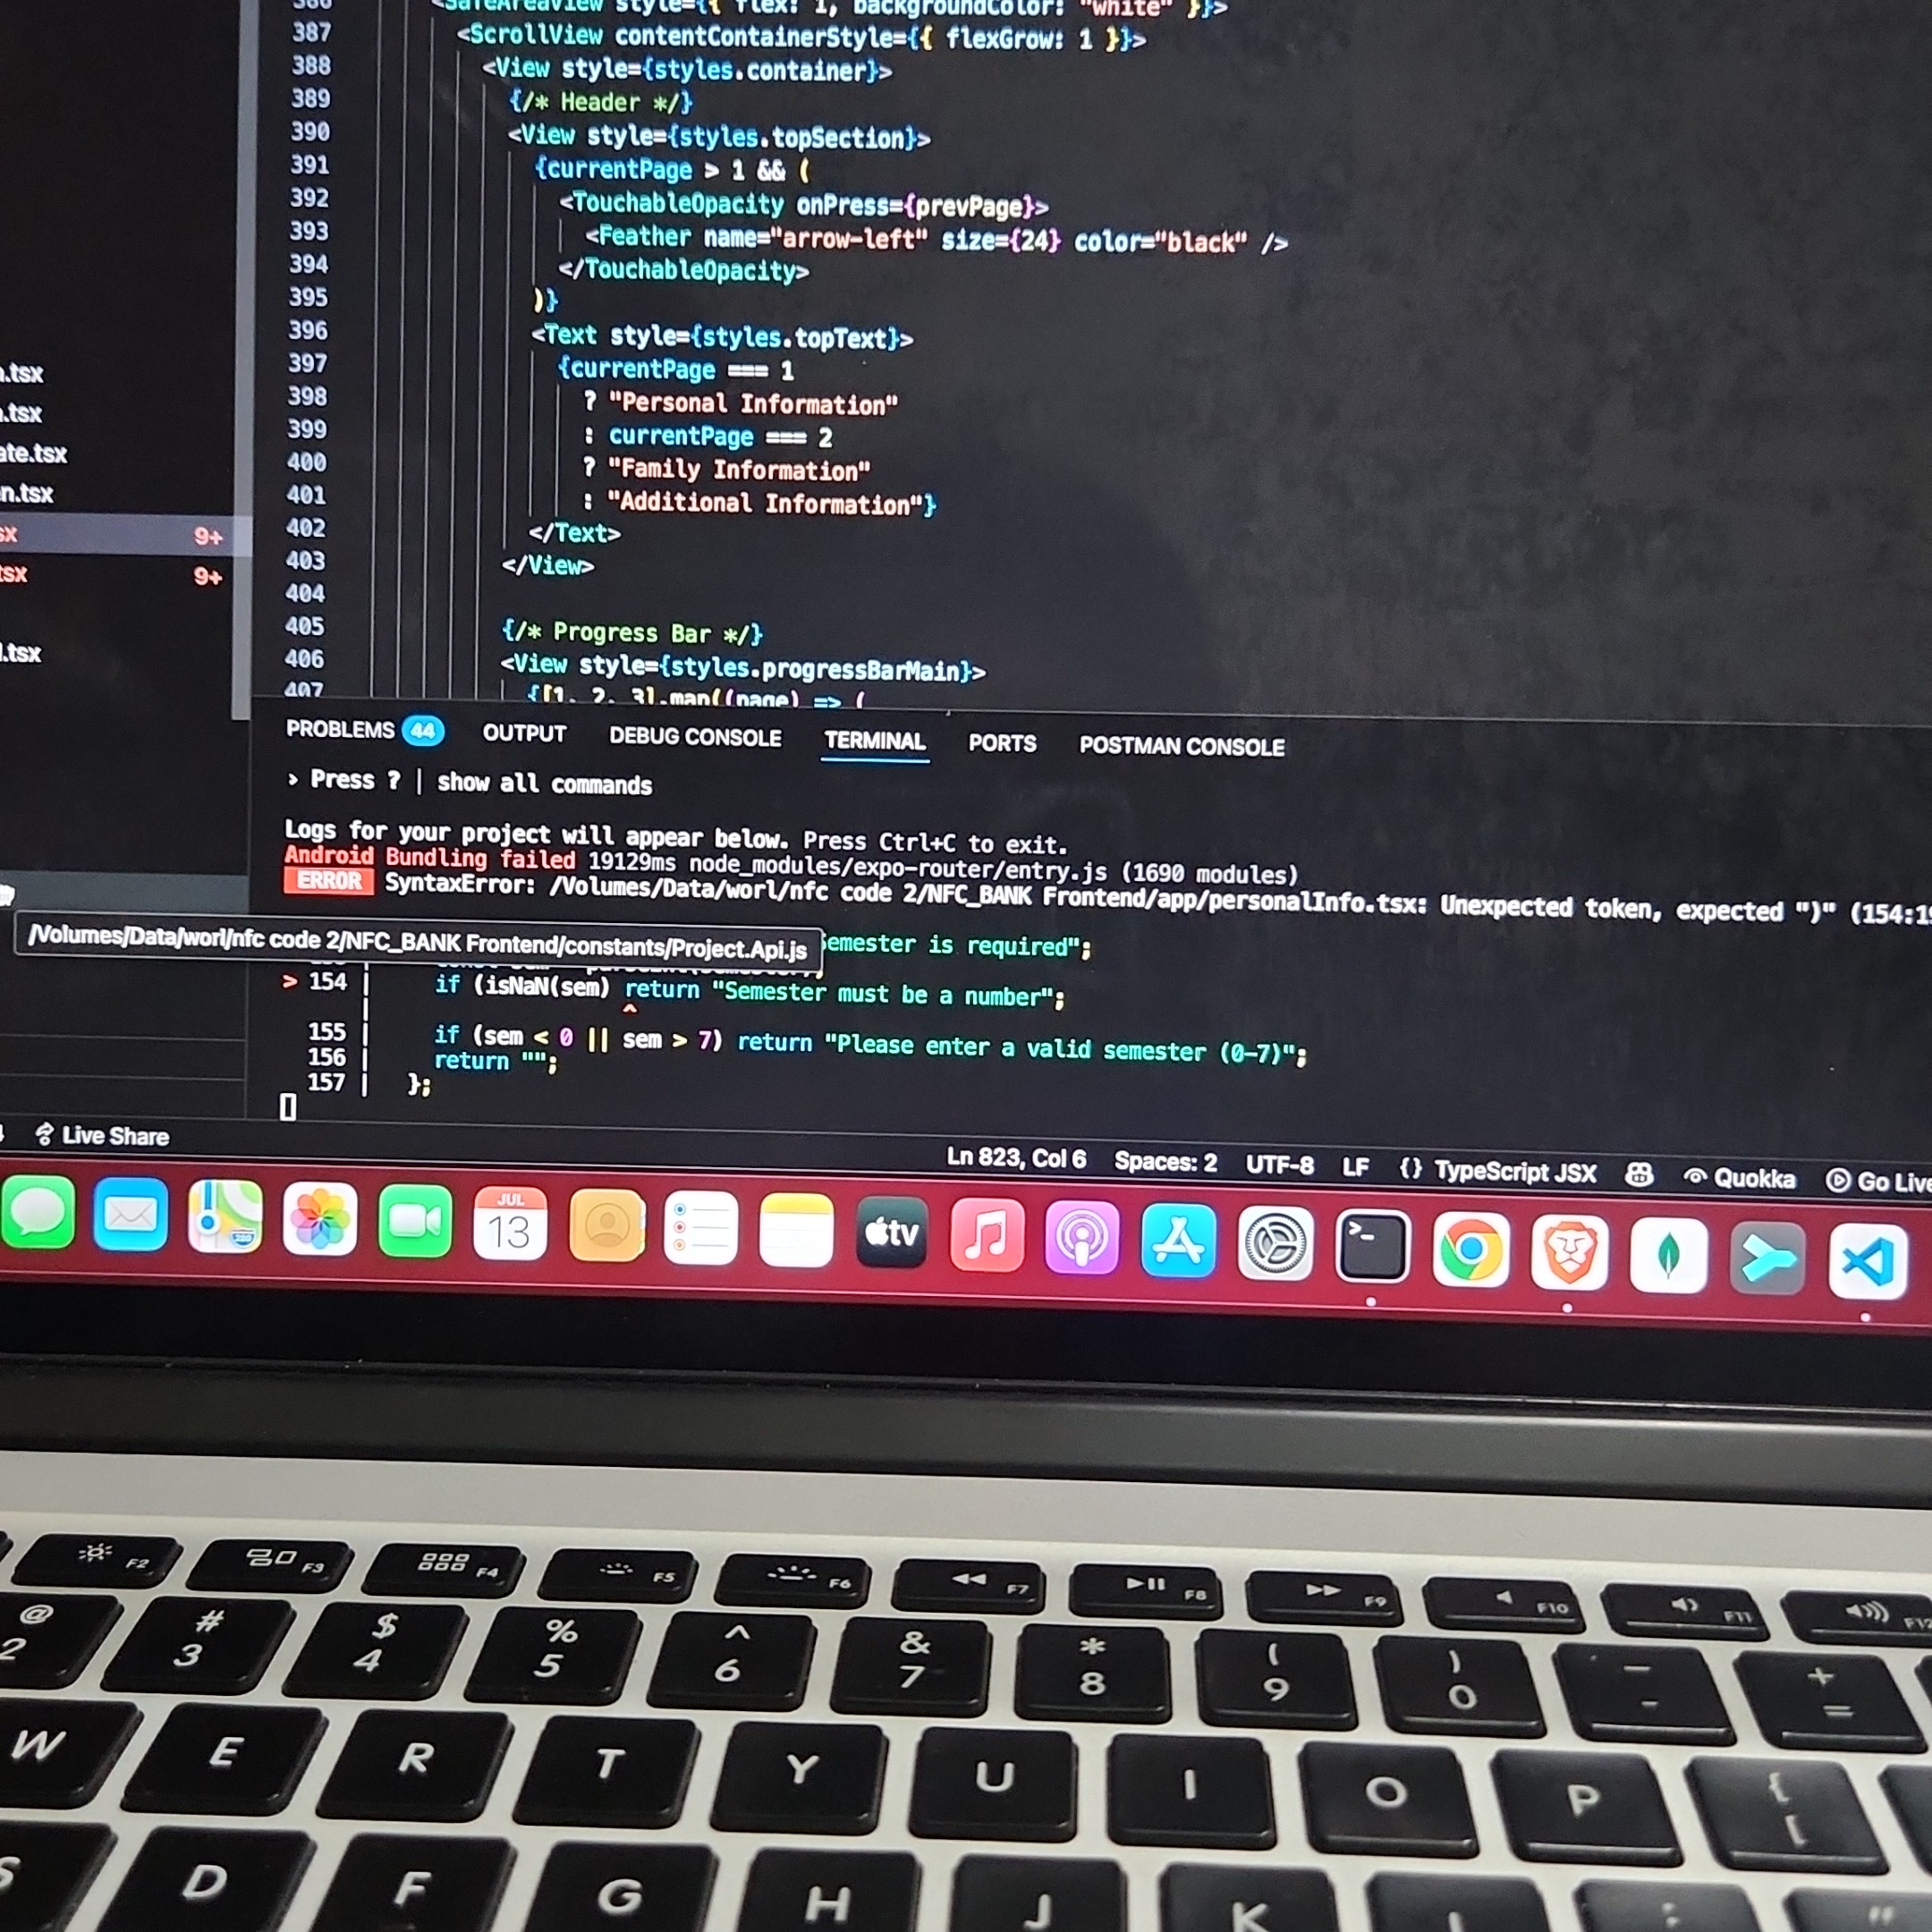 386 <SafeAreaView style={{ flex: 1, backgroundColor: "white" }}>
387 <ScrollView contentContainerStyle={{ flexGrow: 1 }}>
388 <View style={styles.container}>
389 {/* Header */}
390 <View style={styles.topSection}>
391 {currentPage > 1 && (
392 <TouchableOpacity onPress={prevPage}>
393 <Feather name="arrow-left" size={24} color="black" />
394 </TouchableOpacity>
395 )}
396 <Text style={styles.topText}>
397 {currentPage === 1
398 ? "Personal Information"
399 : currentPage === 2
400 ? "Family Information"
401 : "Additional Information"}
402 </Text>
403 </View>
404
405 {/* Progress Bar */}
406 <View style={styles.progressBarMain}>
407 {[1, 2, 3].map((page) => (
.tsx
.tsx
ate.tsx
n.tsx
sx 9+
tsx 9+
.tsx
PROBLEMS 44 OUTPUT DEBUG CONSOLE TERMINAL PORTS POSTMAN CONSOLE
› Press ? | show all commands
Logs for your project will appear below. Press Ctrl+C to exit.
Android Bundling failed 19129ms node_modules/expo-router/entry.js (1690 modules)
ERROR SyntaxError: /Volumes/Data/worl/nfc code 2/NFC_BANK Frontend/app/personalInfo.tsx: Unexpected token, expected ")" (154:1
/Volumes/Data/worl/nfc code 2/NFC_BANK Frontend/constants/Project.Api.js
emester is required";
> 154 | if (isNaN(sem) return "Semester must be a number";
| ^
155 | if (sem < 0 || sem > 7) return "Please enter a valid semester (0–7)";
156 | return "";
157 | };
Live Share Ln 823, Col 6 Spaces: 2 UTF-8 LF {} TypeScript JSX Quokka Go Live
JUL
13
280
tv
>_
F2 F3 F4 F5 F6 F7 F8 F9 F10 F11 F12
@ # $ % ^ & * ( ) _ +
2 3 4 5 6 7 8 9 0 - =
W E R T Y U I O P { [
S D F G H J K L : "